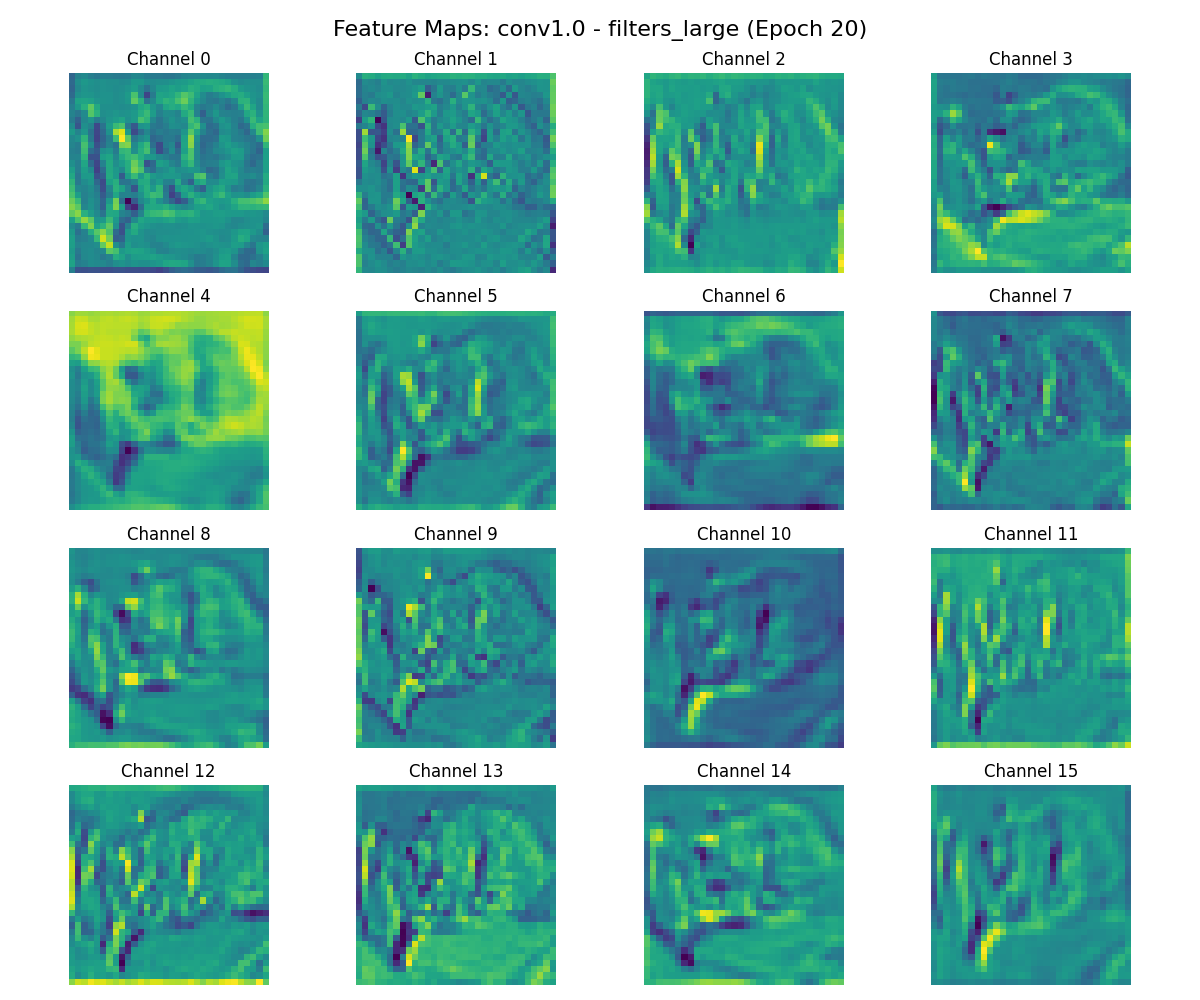 Feature Maps: conv1.0 - filters_large (Epoch 20)
Channel 0
Channel 1
Channel 2
Channel 3
Channel 4
Channel 5
Channel 6
Channel 7
Channel 8
Channel 9
Channel 10
Channel 11
Channel 12
Channel 13
Channel 14
Channel 15